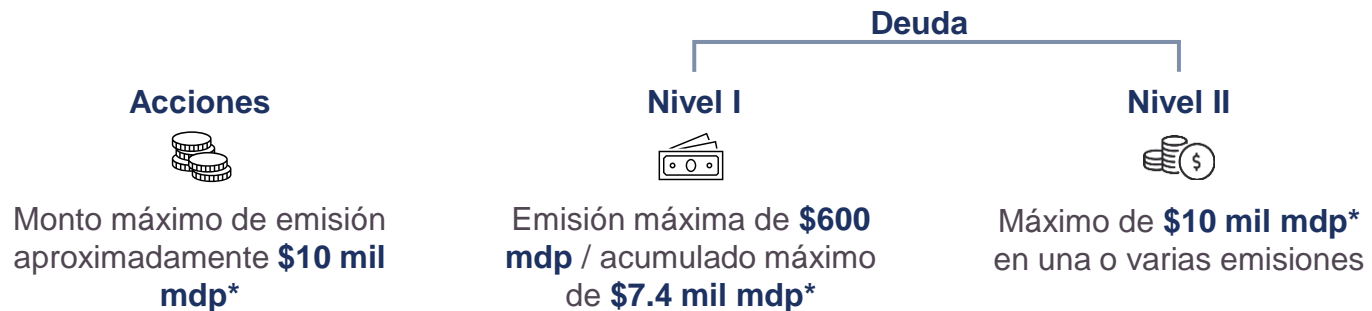 Deuda
Acciones
Monto máximo de emisión
aproximadamente $10 mil
mdp*
Nivel I
Emisión máxima de $600
mdp / acumulado máximo
de $7.4 mil mdp*
Nivel II
$
Máximo de $10 mil mdp*
en una o varias emisiones